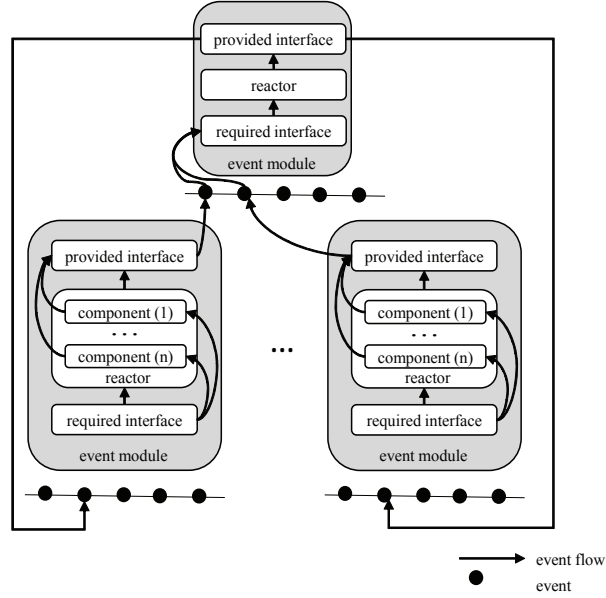 provided interface
reactor
required interface
event module
provided interface
component (1)
. . .
component (n)
reactor
required interface
event module
...
provided interface
component (1)
. . .
component (n)
reactor
required interface
event module
event flow
event